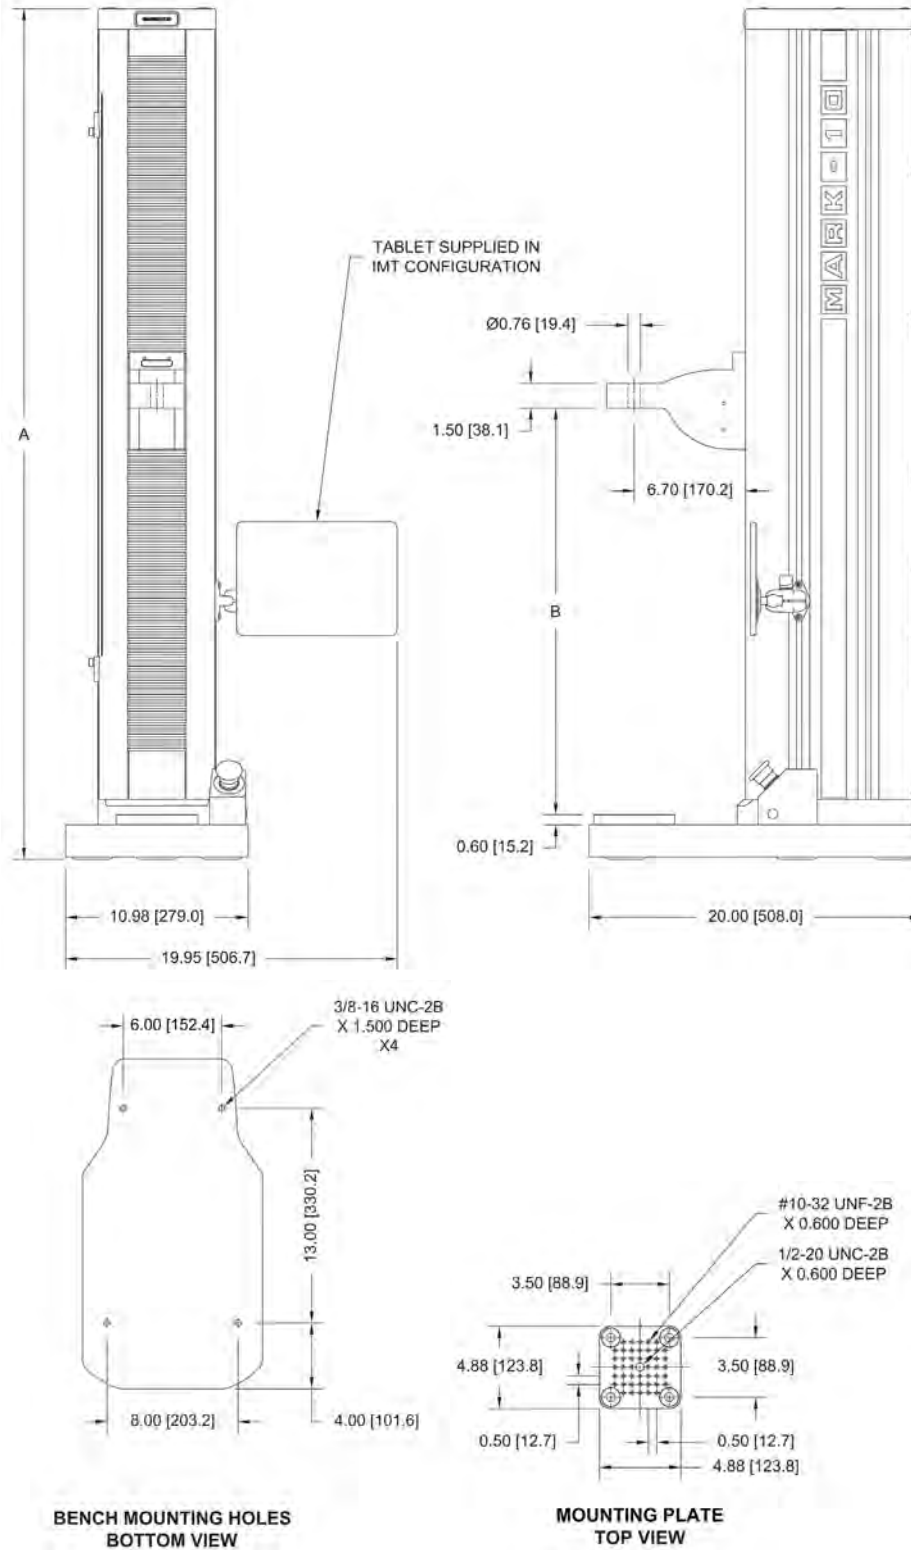 TABLET SUPPLIED IN
IMT CONFIGURATION
A
MARK-10
Ø0.76 [19.4]
1.50 [38.1]
6.70 [170.2]
B
0.60 [15.2]
10.98 [279.0]
19.95 [506.7]
20.00 [508.0]
6.00 [152.4]
3/8-16 UNC-2B
X 1.500 DEEP
X4
13.00 [330.2]
8.00 [203.2]
4.00 [101.6]
BENCH MOUNTING HOLES
BOTTOM VIEW
#10-32 UNF-2B
X 0.600 DEEP
1/2-20 UNC-2B
X 0.600 DEEP
3.50 [88.9]
4.88 [123.8]
3.50 [88.9]
0.50 [12.7]
0.50 [12.7]
4.88 [123.8]
MOUNTING PLATE
TOP VIEW